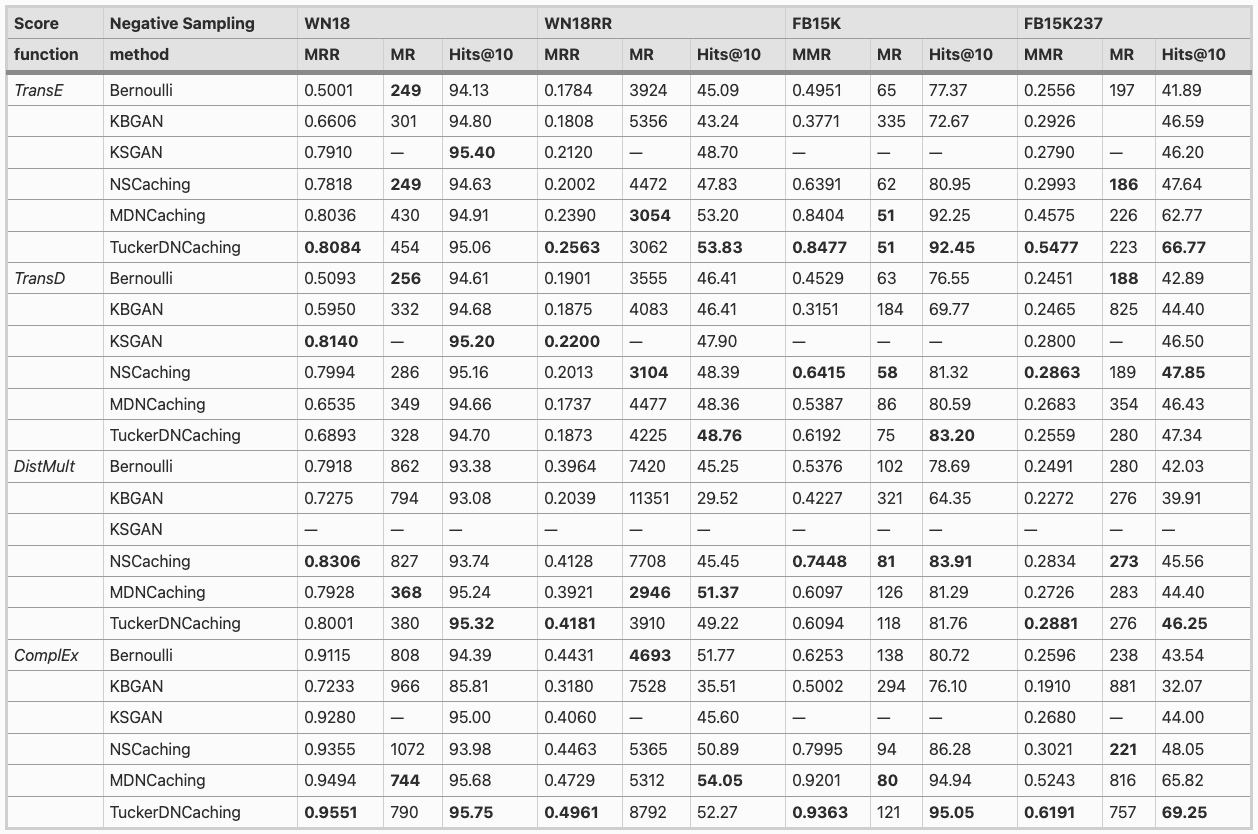 Score Negative Sampling WN18 WN18RR FB15K FB15K237
function method MRR MR Hits@10 MRR MR Hits@10 MMR MR Hits@10 MMR MR Hits@10
TransE Bernoulli 0.5001 249 94.13 0.1784 3924 45.09 0.4951 65 77.37 0.2556 197 41.89
KBGAN 0.6606 301 94.80 0.1808 5356 43.24 0.3771 335 72.67 0.2926 46.59
KSGAN 0.7910 — 95.40 0.2120 — 48.70 — — — 0.2790 — 46.20
NSCaching 0.7818 249 94.63 0.2002 4472 47.83 0.6391 62 80.95 0.2993 186 47.64
MDNCaching 0.8036 430 94.91 0.2390 3054 53.20 0.8404 51 92.25 0.4575 226 62.77
TuckerDNCaching 0.8084 454 95.06 0.2563 3062 53.83 0.8477 51 92.45 0.5477 223 66.77
TransD Bernoulli 0.5093 256 94.61 0.1901 3555 46.41 0.4529 63 76.55 0.2451 188 42.89
KBGAN 0.5950 332 94.68 0.1875 4083 46.41 0.3151 184 69.77 0.2465 825 44.40
KSGAN 0.8140 — 95.20 0.2200 — 47.90 — — — 0.2800 — 46.50
NSCaching 0.7994 286 95.16 0.2013 3104 48.39 0.6415 58 81.32 0.2863 189 47.85
MDNCaching 0.6535 349 94.66 0.1737 4477 48.36 0.5387 86 80.59 0.2683 354 46.43
TuckerDNCaching 0.6893 328 94.70 0.1873 4225 48.76 0.6192 75 83.20 0.2559 280 47.34
DistMult Bernoulli 0.7918 862 93.38 0.3964 7420 45.25 0.5376 102 78.69 0.2491 280 42.03
KBGAN 0.7275 794 93.08 0.2039 11351 29.52 0.4227 321 64.35 0.2272 276 39.91
KSGAN — — — — — — — — — — — —
NSCaching 0.8306 827 93.74 0.4128 7708 45.45 0.7448 81 83.91 0.2834 273 45.56
MDNCaching 0.7928 368 95.24 0.3921 2946 51.37 0.6097 126 81.29 0.2726 283 44.40
TuckerDNCaching 0.8001 380 95.32 0.4181 3910 49.22 0.6094 118 81.76 0.2881 276 46.25
ComplEx Bernoulli 0.9115 808 94.39 0.4431 4693 51.77 0.6253 138 80.72 0.2596 238 43.54
KBGAN 0.7233 966 85.81 0.3180 7528 35.51 0.5002 294 76.10 0.1910 881 32.07
KSGAN 0.9280 — 95.00 0.4060 — 45.60 — — — 0.2680 — 44.00
NSCaching 0.9355 1072 93.98 0.4463 5365 50.89 0.7995 94 86.28 0.3021 221 48.05
MDNCaching 0.9494 744 95.68 0.4729 5312 54.05 0.9201 80 94.94 0.5243 816 65.82
TuckerDNCaching 0.9551 790 95.75 0.4961 8792 52.27 0.9363 121 95.05 0.6191 757 69.25